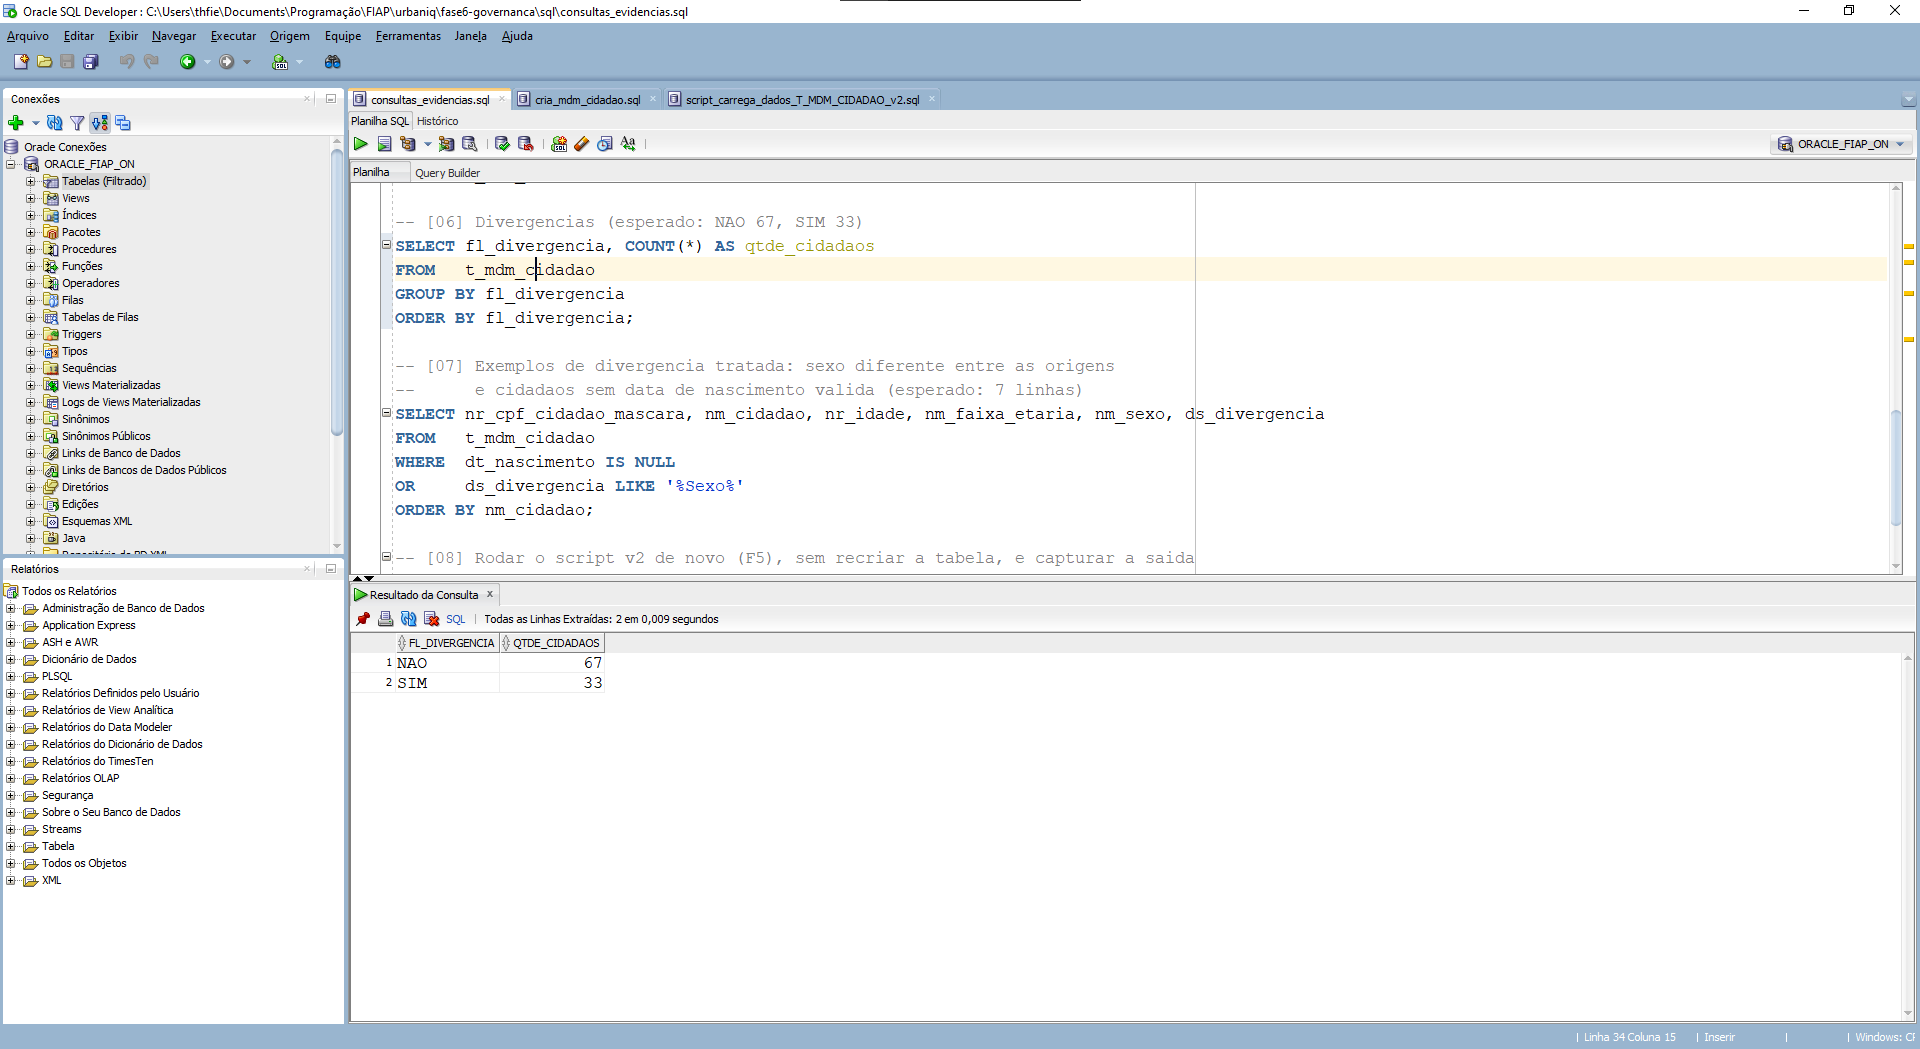 Oracle SQL Developer : C:\Users\thfie\Documents\Programação\FIAP\urbaniq\fase6-governanca\sql\consultas_evidencias.sql
Arquivo Editar Exibir Navegar Executar Origem Equipe Ferramentas Janela Ajuda
Conexões
Oracle Conexões
ORACLE_FIAP_ON
Tabelas (Filtrado)
Views
Índices
Pacotes
Procedures
Funções
Operadores
Filas
Tabelas de Filas
Triggers
Tipos
Sequências
Views Materializadas
Logs de Views Materializadas
Sinônimos
Sinônimos Públicos
Links de Banco de Dados
Links de Bancos de Dados Públicos
Diretórios
Edições
Esquemas XML
Java
Relatórios
Todos os Relatórios
Administração de Banco de Dados
Application Express
ASH e AWR
Dicionário de Dados
PLSQL
Relatórios Definidos pelo Usuário
Relatórios de View Analítica
Relatórios do Data Modeler
Relatórios do Dicionário de Dados
Relatórios do TimesTen
Relatórios OLAP
Segurança
Sobre o Seu Banco de Dados
Streams
Tabela
Todos os Objetos
XML
consultas_evidencias.sql cria_mdm_cidadao.sql script_carrega_dados_T_MDM_CIDADAO_v2.sql
Planilha SQL Histórico
ORACLE_FIAP_ON
Planilha Query Builder
-- [06] Divergencias (esperado: NAO 67, SIM 33)
SELECT fl_divergencia, COUNT(*) AS qtde_cidadaos
FROM t_mdm_cidadao
GROUP BY fl_divergencia
ORDER BY fl_divergencia;
-- [07] Exemplos de divergencia tratada: sexo diferente entre as origens
-- e cidadaos sem data de nascimento valida (esperado: 7 linhas)
SELECT nr_cpf_cidadao_mascara, nm_cidadao, nr_idade, nm_faixa_etaria, nm_sexo, ds_divergencia
FROM t_mdm_cidadao
WHERE dt_nascimento IS NULL
OR ds_divergencia LIKE '%Sexo%'
ORDER BY nm_cidadao;
-- [08] Rodar o script v2 de novo (F5), sem recriar a tabela, e capturar a saida
Resultado da Consulta
SQL Todas as Linhas Extraídas: 2 em 0,009 segundos
FL_DIVERGENCIA QTDE_CIDADAOS
1 NAO 67
2 SIM 33
Linha 34 Coluna 15 Inserir Windows: